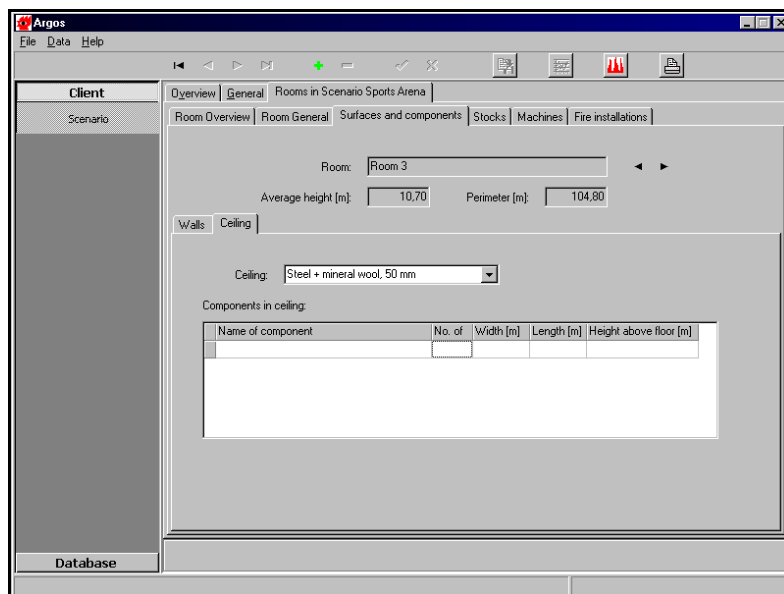 Argos
File Data Help
Client
Scenario
Overview General Rooms in Scenario Sports Arena
Room Overview Room General Surfaces and components Stocks Machines Fire installations
Room: Room 3
Average height [m]: 10,70 Perimeter [m]: 104,80
Walls Ceiling
Ceiling: Steel + mineral wool, 50 mm
Components in ceiling:
Name of component No. of Width [m] Length [m] Height above floor [m]
Database